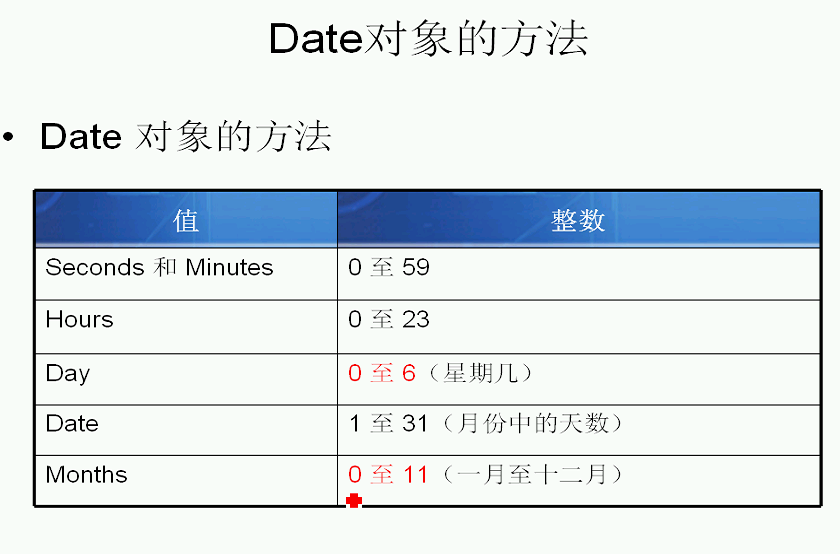 Date对象的方法
• Date 对象的方法
值 整数
Seconds 和 Minutes 0 至 59
Hours 0 至 23
Day 0 至 6（星期几）
Date 1 至 31（月份中的天数）
Months 0 至 11（一月至十二月）